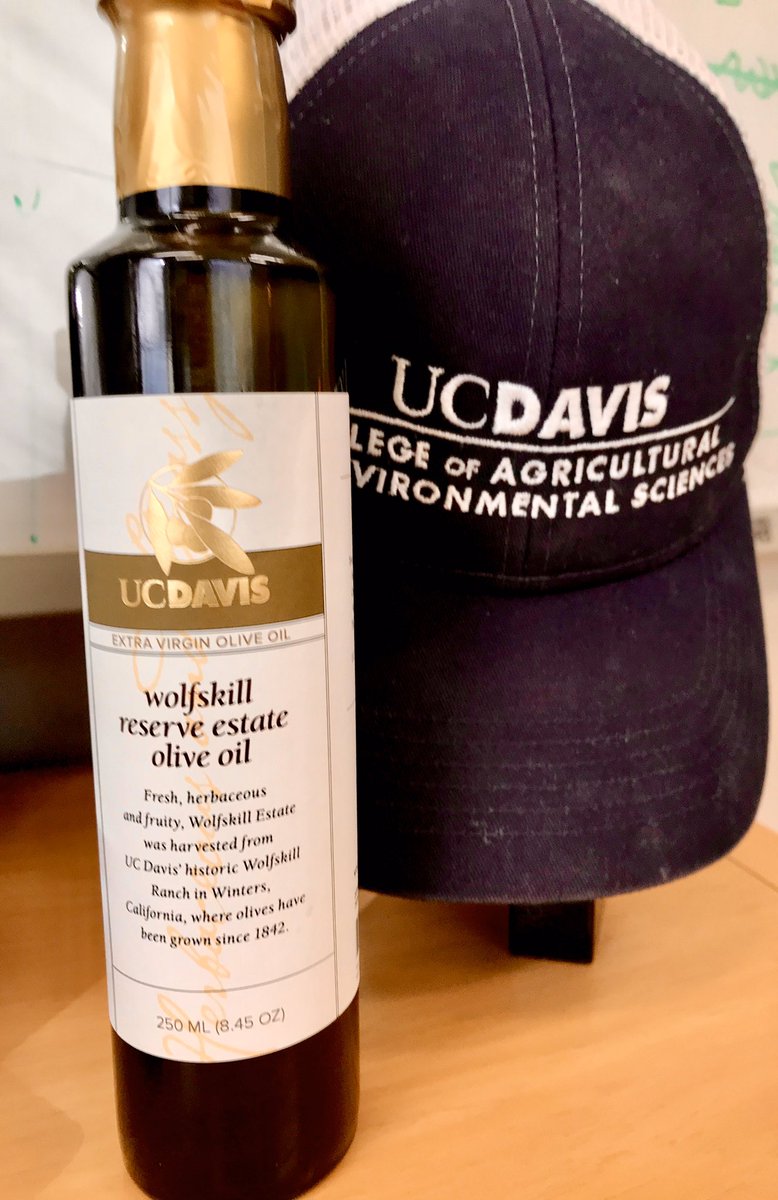 UCDAVIS
EXTRA VIRGIN OLIVE OIL
wolfskill
reserve estate
olive oil
Fresh, herbaceous
and fruity, Wolfskill Estate
was harvested from
UC Davis' historic Wolfskill
Ranch in Winters,
California, where olives have
been grown since 1842.
250 ML (8.45 OZ)
UCDAVIS
LEGE OF AGRICULTURAL
VIRONMENTAL SCIENCES